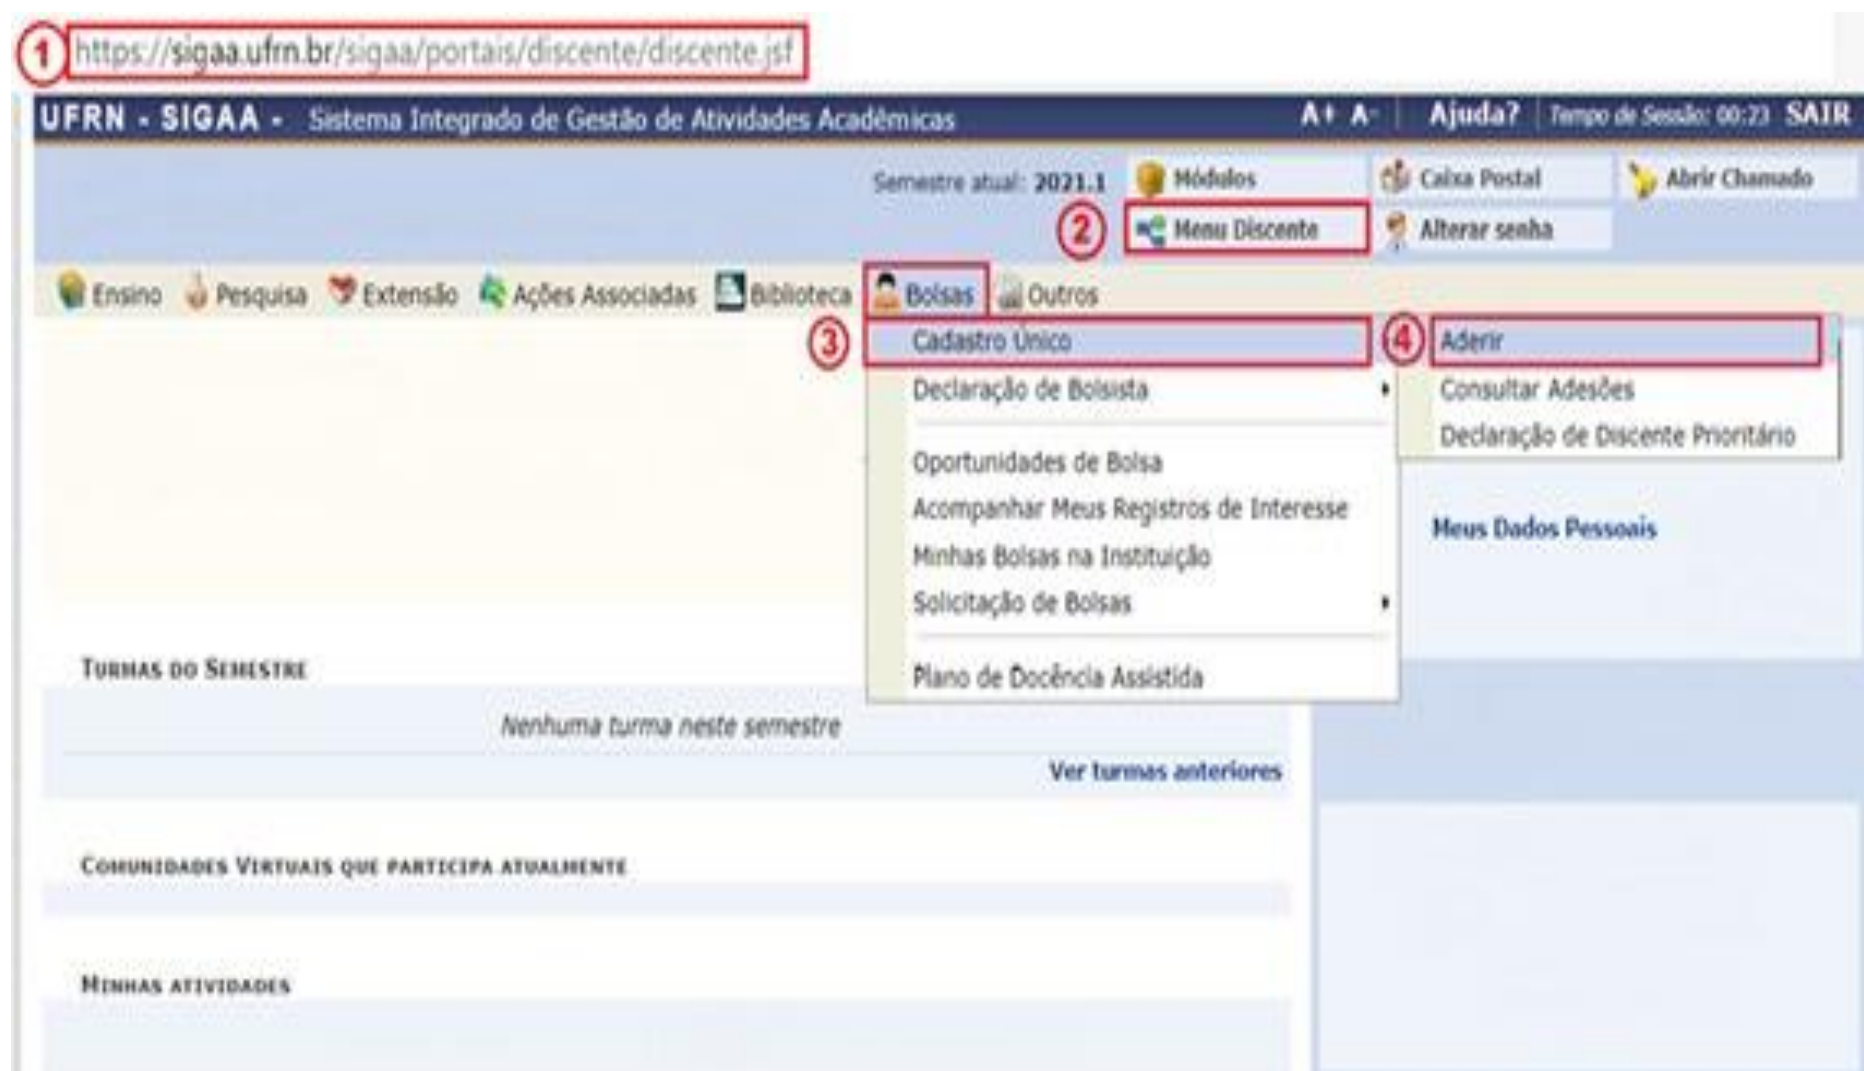 1 https://sigaa.ufrn.br/sigaa/portais/discente/discente.jsf
UFRN - SIGAA - Sistema Integrado de Gestão de Atividades Acadêmicas A+ A- Ajuda? Tempo de Sessão: 00:23 SAIR
Semestre atual: 2021.1 Módulos Caixa Postal Abrir Chamado
2 Menu Discente Alterar senha
Ensino Pesquisa Extensão Ações Associadas Biblioteca Bolsas Outros
3 Cadastro Único 4 Aderir
Declaração de Bolsista Consultar Adesões
Declaração de Discente Prioritário
Oportunidades de Bolsa
Acompanhar Meus Registros de Interesse
Meus Dados Pessoais
Minhas Bolsas na Instituição
Solicitação de Bolsas
Turmas do Semestre
Plano de Docência Assistida
Nenhuma turma neste semestre
Ver turmas anteriores
Comunidades Virtuais que participa atualmente
Minhas atividades